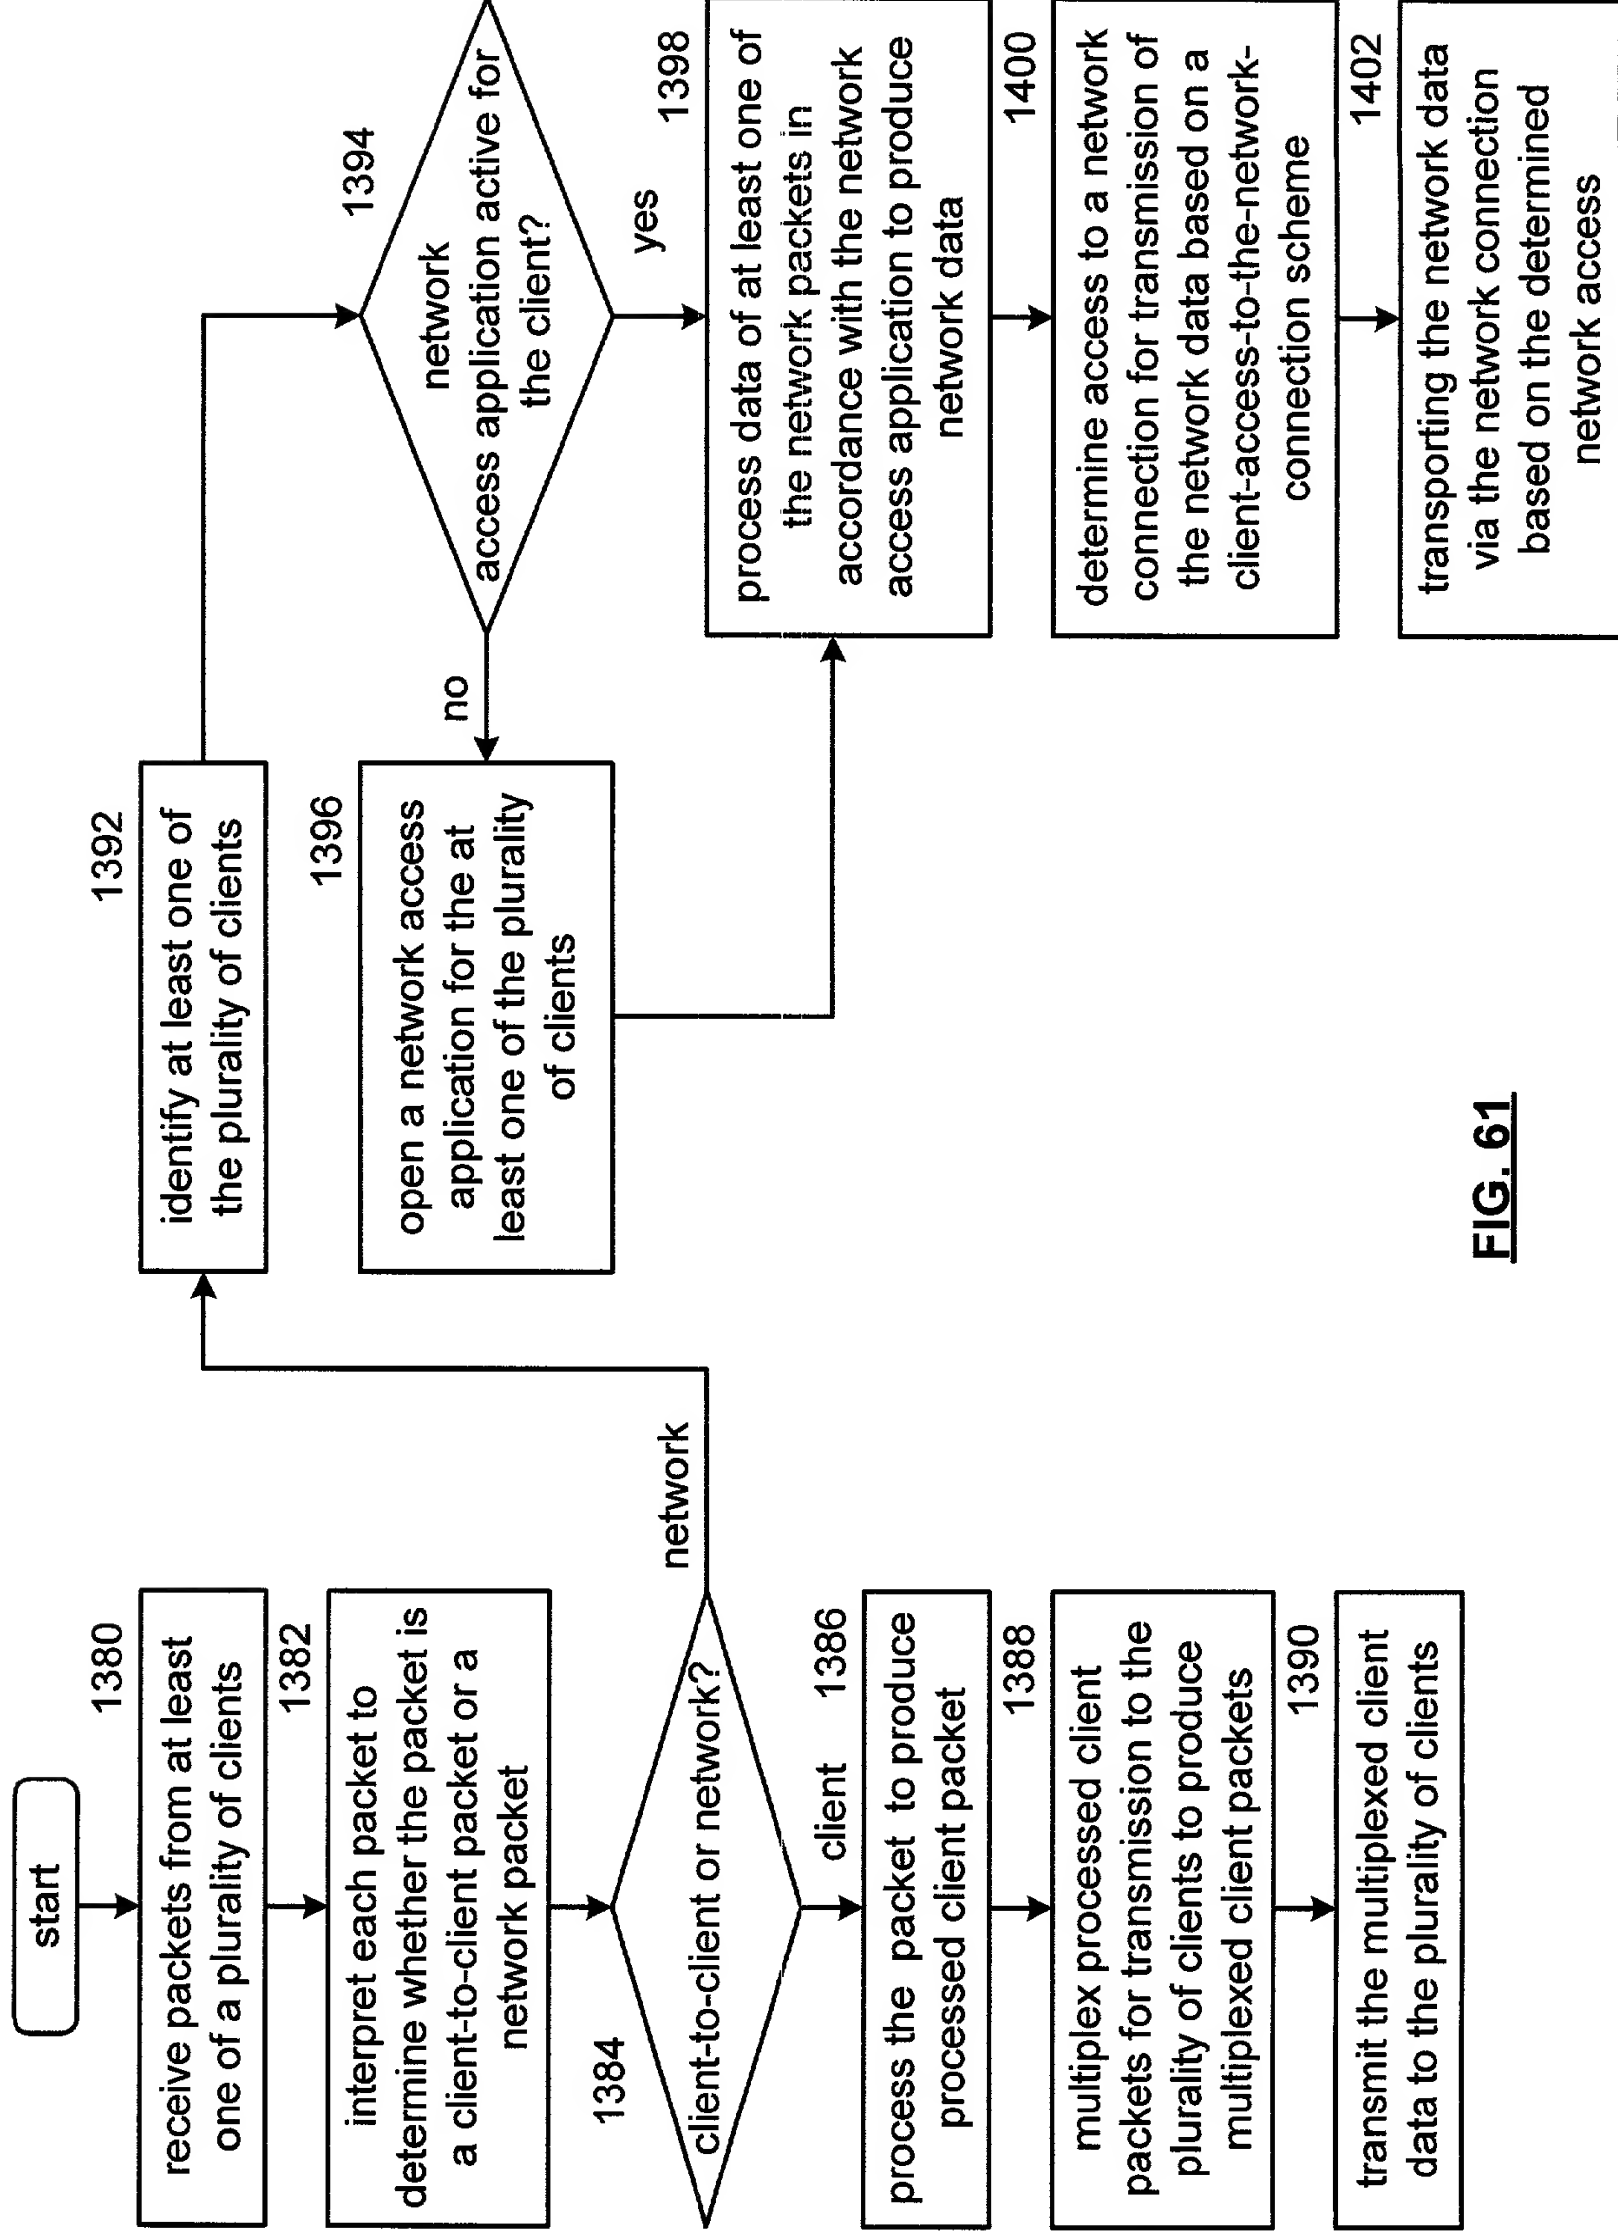 start
1380
receive packets from at least
one of a plurality of clients
1382
interpret each packet to
determine whether the packet is
a client-to-client packet or a
network packet
1384
client-to-client or network?
network
client
1386
process the packet to produce
processed client packet
1388
multiplex processed client
packets for transmission to the
plurality of clients to produce
multiplexed client packets
1390
transmit the multiplexed client
data to the plurality of clients
1392
identify at least one of
the plurality of clients
1394
network
access application active for
the client?
no
yes
1396
open a network access
application for the at
least one of the plurality
of clients
1398
process data of at least one of
the network packets in
accordance with the network
access application to produce
network data
1400
determine access to a network
connection for transmission of
the network data based on a
client-access-to-the-network-
connection scheme
1402
transporting the network data
via the network connection
based on the determined
network access
FIG. 61